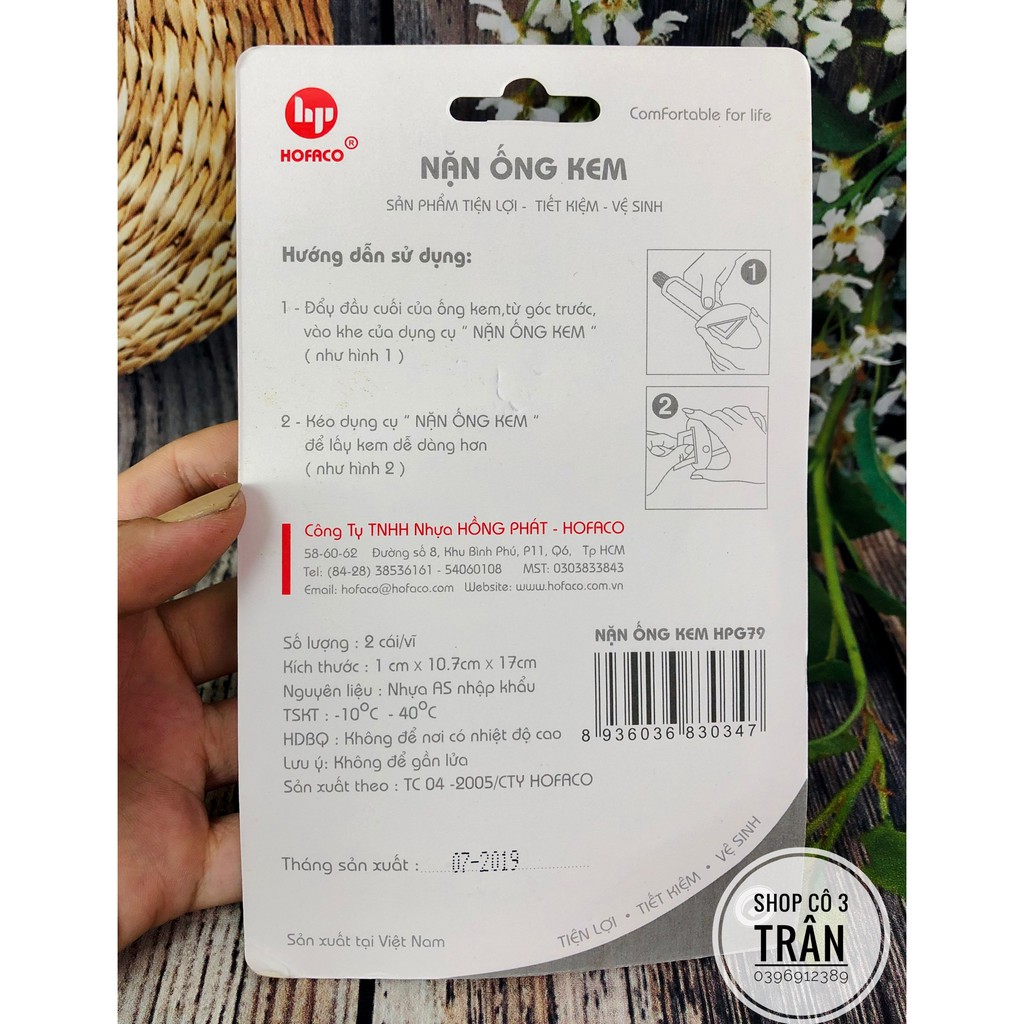 hp
HOFACO ®
ComFortable for life
NẶN ỐNG KEM
SẢN PHẨM TIỆN LỢI - TIẾT KIỆM - VỆ SINH
Hướng dẫn sử dụng:
1 - Đẩy đầu cuối của ống kem,từ góc trước,
vào khe của dụng cụ " NẶN ỐNG KEM "
( như hình 1 )
1
2 - Kéo dụng cụ " NẶN ỐNG KEM "
để lấy kem dễ dàng hơn
( như hình 2 )
2
Công Ty TNHH Nhựa HỒNG PHÁT - HOFACO
58-60-62 Đường số 8, Khu Bình Phú, P11, Q6, Tp HCM
Tel: (84-28) 38536161 - 54060108 MST: 0303833843
Email: hofaco@hofaco.com Website: www.hofaco.com.vn
Số lượng : 2 cái/vĩ
Kích thước : 1 cm x 10.7cm x 17cm
Nguyên liệu : Nhựa AS nhập khẩu
TSKT : -10°C - 40°C
HDBQ : Không để nơi có nhiệt độ cao
Lưu ý: Không để gần lửa
Sản xuất theo : TC 04 -2005/CTY HOFACO
NẶN ỐNG KEM HPG79
8 936036 830347
Tháng sản xuất : 07-2019
Sản xuất tại Việt Nam
TIỆN LỢI • TIẾT KIỆM • VỆ SINH
SHOP CÔ 3
TRÂN
0396912389